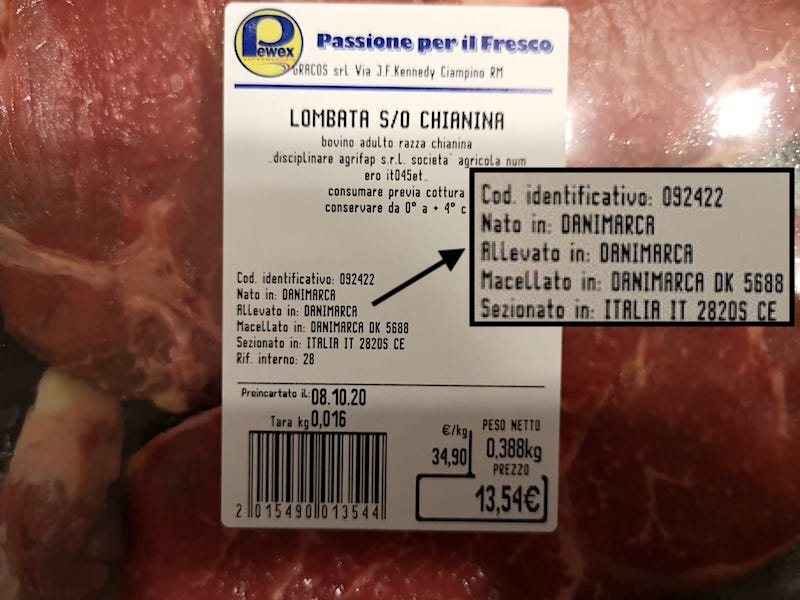 Pewex
SUPERMERCATI
Passione per il Fresco
GRACOS srl Via J.F.Kennedy Ciampino RM
LOMBATA S/O CHIANINA
bovino adulto razza chianina
disciplinare agrifap s.r.l. societa` agricola num
ero it045et
consumare previa cottura
conservare da 0° a + 4° c
Cod. identificativo: 092422
Nato in: DANIMARCA
Allevato in: DANIMARCA
Macellato in: DANIMARCA DK 5688
Sezionato in: ITALIA IT 2820S CE
Rif. interno: 28
Cod. identificativo: 092422
Nato in: DANIMARCA
Allevato in: DANIMARCA
Macellato in: DANIMARCA DK 5688
Sezionato in: ITALIA IT 2820S CE
Preincartato il: 08.10.20
Tara kg 0,016
€/kg
34,90
PESO NETTO
0,388kg
PREZZO
13,54€
2 015490 013544